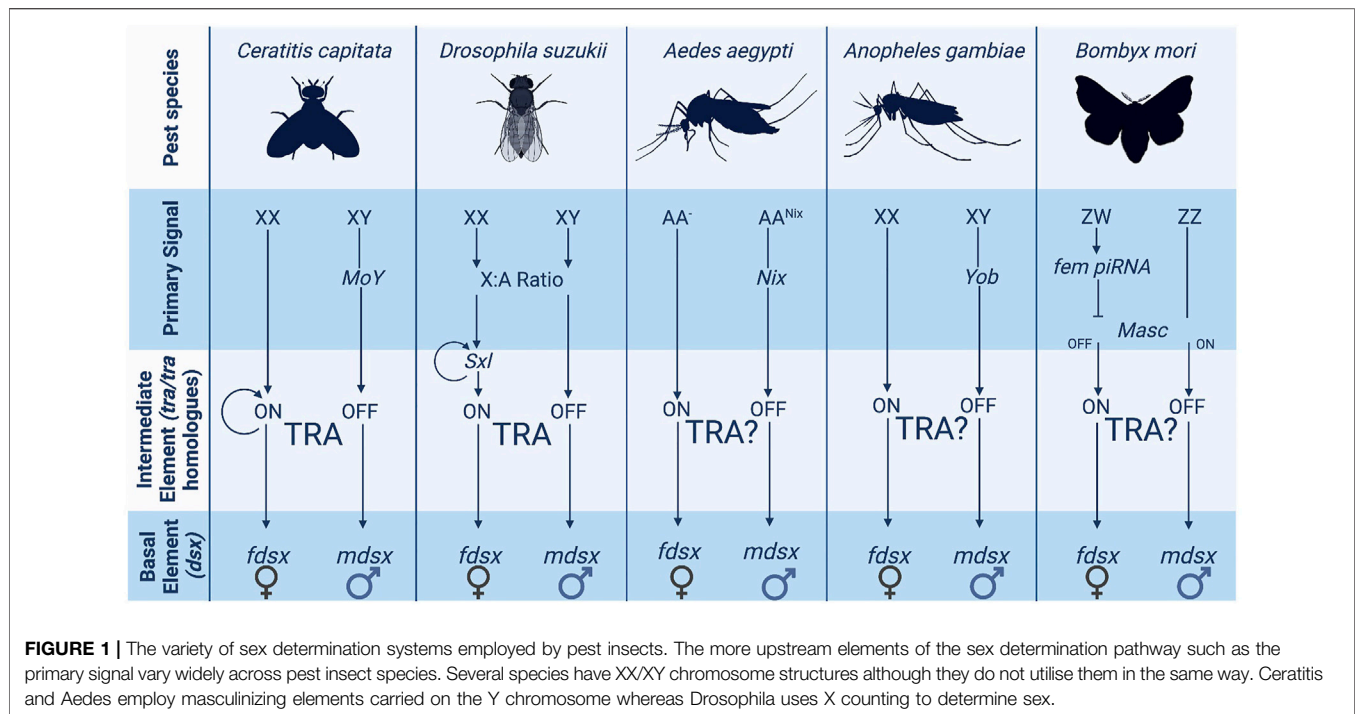 Pest species
Ceratitis capitata
Drosophila suzukii
Aedes aegypti
Anopheles gambiae
Bombyx mori
Primary Signal
XX
XY
MoY
XX
XY
X:A Ratio
Sxl
AA-
AANix
Nix
XX
XY
Yob
ZW
ZZ
fem piRNA
Masc
OFF
ON
Intermediate
Element (tra/tra
homologues)
ON
OFF
TRA
ON
OFF
TRA
ON
OFF
TRA?
ON
OFF
TRA?
ON
OFF
TRA?
Basal
Element
(dsx)
fdsx
mdsx
fdsx
mdsx
fdsx
mdsx
fdsx
mdsx
fdsx
mdsx
♀
♂
♀
♂
♀
♂
♀
♂
♀
♂
FIGURE 1 | The variety of sex determination systems employed by pest insects. The more upstream elements of the sex determination pathway such as the
primary signal vary widely across pest insect species. Several species have XX/XY chromosome structures although they do not utilise them in the same way. Ceratitis
and Aedes employ masculinizing elements carried on the Y chromosome whereas Drosophila uses X counting to determine sex.